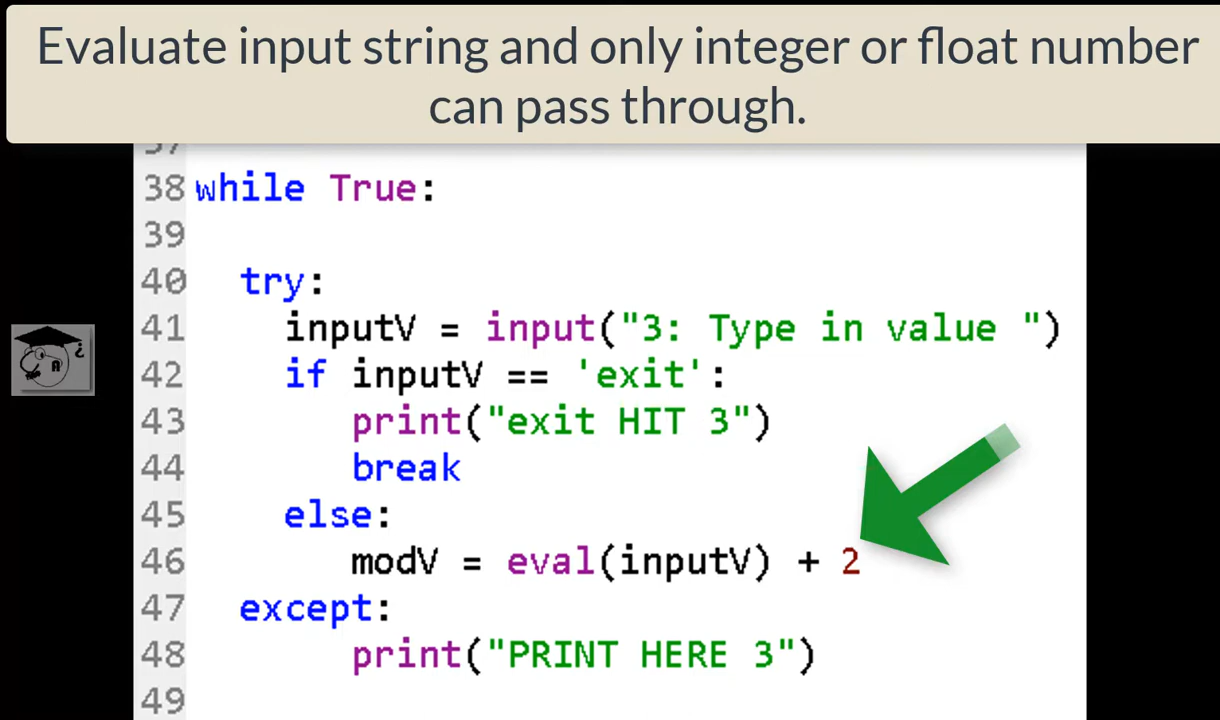 Evaluate input string and only integer or float number
can pass through.
37
38 while True:
39
40 try:
41 inputV = input("3: Type in value ")
42 if inputV == 'exit':
43 print("exit HIT 3")
44 break
45 else:
46 modV = eval(inputV) + 2
47 except:
48 print("PRINT HERE 3")
49